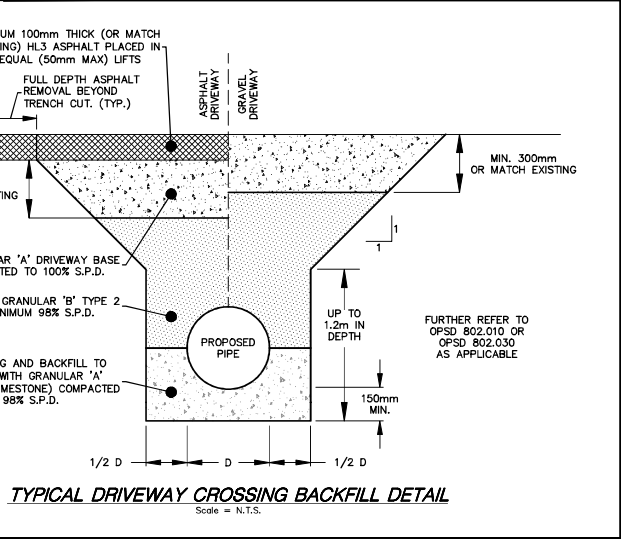 UM 100mm THICK (OR MATCH
ING) HL3 ASPHALT PLACED IN
EQUAL (50mm MAX) LIFTS
FULL DEPTH ASPHALT
REMOVAL BEYOND
TRENCH CUT. (TYP.)
ASPHALT
DRIVEWAY
GRAVEL
DRIVEWAY
MIN. 300mm
OR MATCH EXISTING
TING
1
1
AR 'A' DRIVEWAY BASE
TED TO 100% S.P.D.
GRANULAR 'B' TYPE 2
NIMUM 98% S.P.D.
UP TO
1.2m IN
DEPTH
FURTHER REFER TO
OPSD 802.010 OR
OPSD 802.030
AS APPLICABLE
PROPOSED
PIPE
G AND BACKFILL TO
WITH GRANULAR 'A'
MESTONE) COMPACTED
98% S.P.D.
150mm
MIN.
1/2 D
D
1/2 D
TYPICAL DRIVEWAY CROSSING BACKFILL DETAIL
Scale = N.T.S.